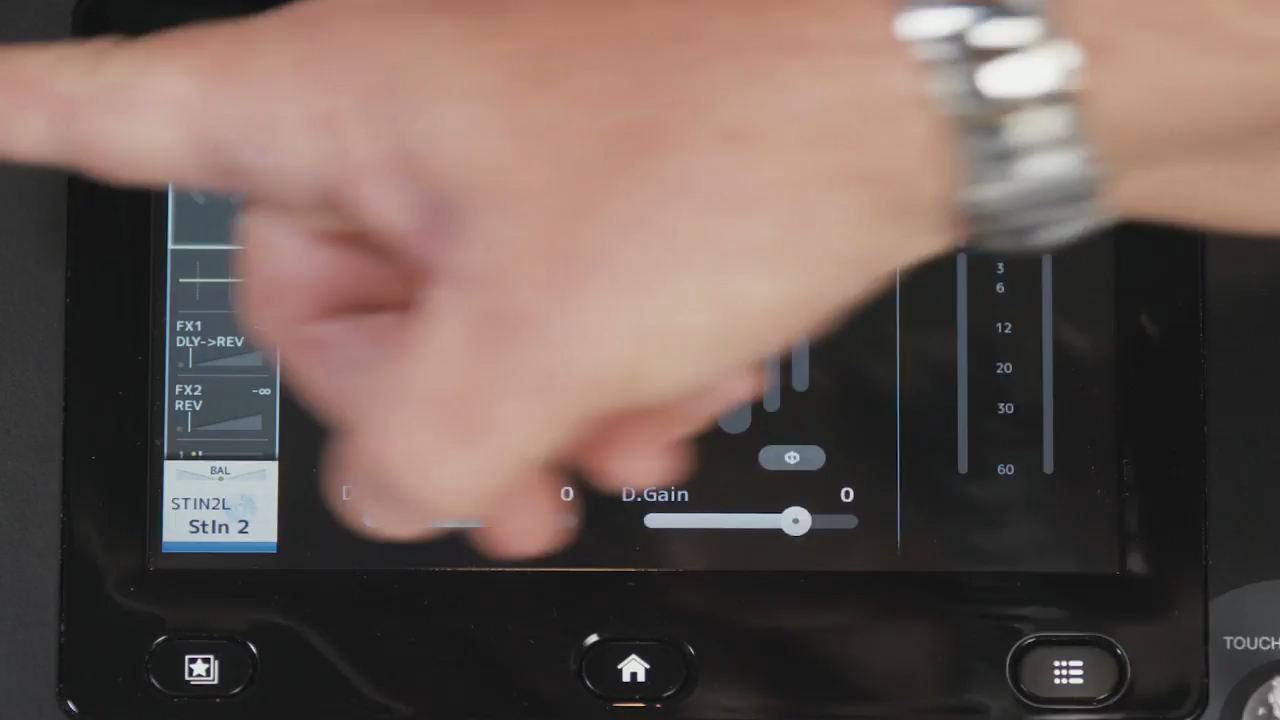 FX1
DLY->REV
FX2 -∞
REV
1
BAL
STIN2L
StIn 2
0
D.Gain 0
3
6
12
20
30
60
TOUCH